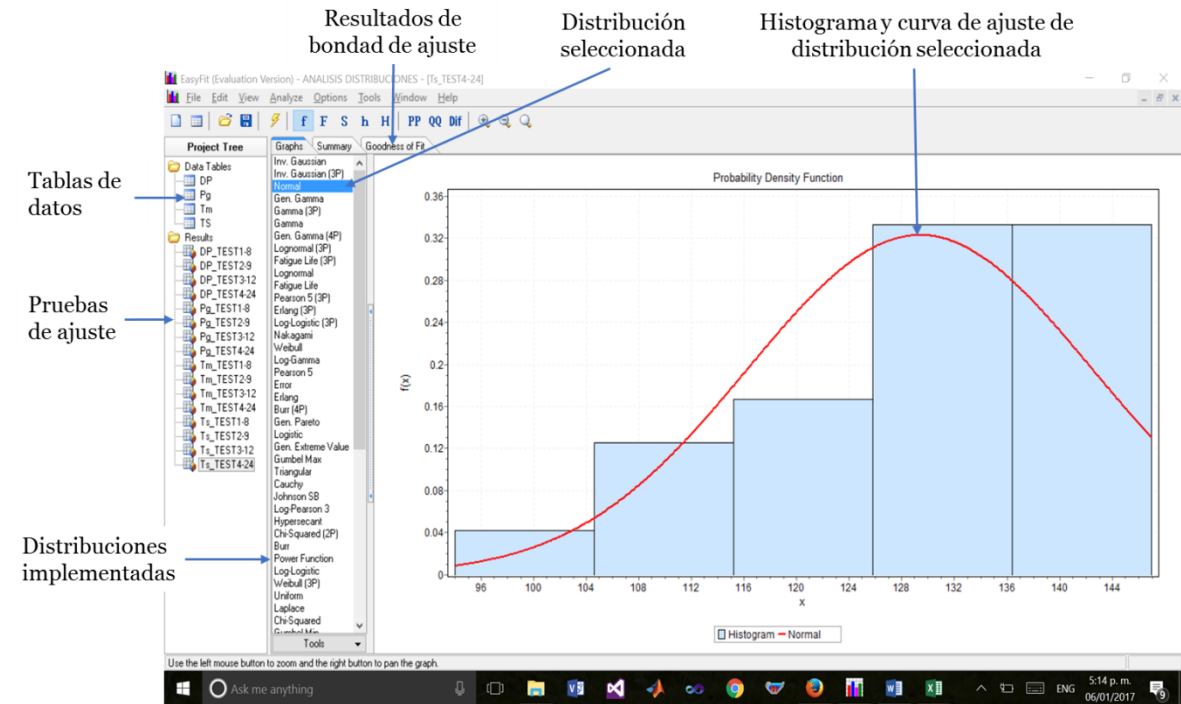 Resultados de
bondad de ajuste
Distribución
seleccionada
Histograma y curva de ajuste de
distribución seleccionada
EasyFit (Evaluation Version) - ANALISIS DISTRIBUCIONES - [Ts_TEST4-24]
File Edit View Analyze Options Tools Window Help
f F S h H PP QQ Dif
Project Tree
Graphs Summary Goodness of Fit
Tablas de
datos
Pruebas
de ajuste
Distribuciones
implementadas
Data Tables
DP
Pg
Tm
TS
Results
DP_TEST1-8
DP_TEST2-9
DP_TEST3-12
DP_TEST4-24
Pg_TEST1-8
Pg_TEST2-9
Pg_TEST3-12
Pg_TEST4-24
Tm_TEST1-8
Tm_TEST2-9
Tm_TEST3-12
Tm_TEST4-24
Ts_TEST1-8
Ts_TEST2-9
Ts_TEST3-12
Ts_TEST4-24
Inv. Gaussian
Inv. Gaussian (3P)
Normal
Gen. Gamma
Gamma (3P)
Gamma
Gen. Gamma (4P)
Lognormal (3P)
Fatigue Life (3P)
Lognormal
Fatigue Life
Pearson 5 (3P)
Erlang (3P)
Log-Logistic (3P)
Nakagami
Weibull
Log-Gamma
Pearson 5
Error
Erlang
Burr (4P)
Gen. Pareto
Logistic
Gen. Extreme Value
Gumbel Max
Triangular
Cauchy
Johnson SB
Log-Pearson 3
Hypersecant
Chi-Squared (2P)
Burr
Power Function
Log-Logistic
Weibull (3P)
Uniform
Laplace
Chi-Squared
Gumbel Min
Tools
Probability Density Function
0.36
0.32
0.28
0.24
0.2
0.16
0.12
0.08
0.04
0
f(x)
96 100 104 108 112 116 120 124 128 132 136 140 144
x
Histogram Normal
Use the left mouse button to zoom and the right button to pan the graph.
Ask me anything
ENG
5:14 p. m.
06/01/2017
9